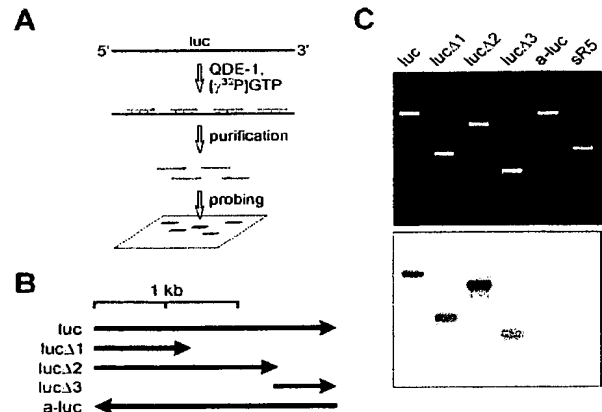 A
luc
5' 3'
QDE-1,
[γ³²P]GTP
purification
probing
B
1 kb
luc
lucΔ1
lucΔ2
lucΔ3
a-luc
C
luc
lucΔ1
lucΔ2
lucΔ3
a-luc
sR5